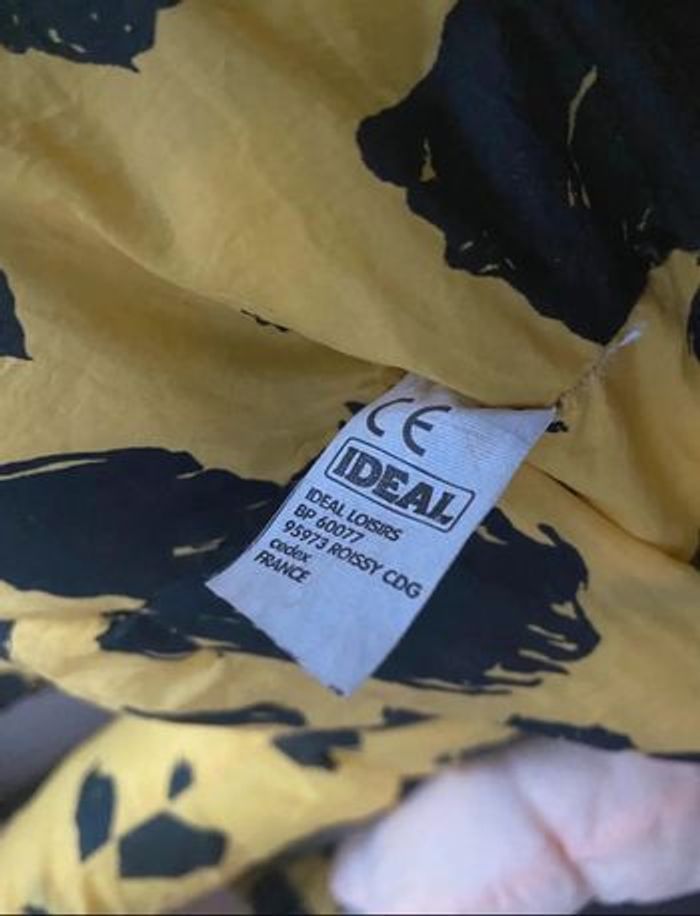 CE
IDEAL
IDEAL LOISIRS
BP 60077
95973 ROISSY CDG
cedex
FRANCE